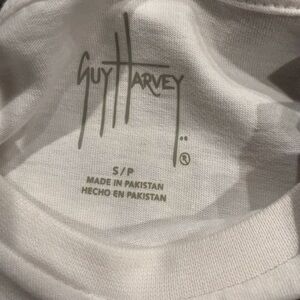 GUY HARVEY
®
S / P
MADE IN PAKISTAN
HECHO EN PAKISTAN